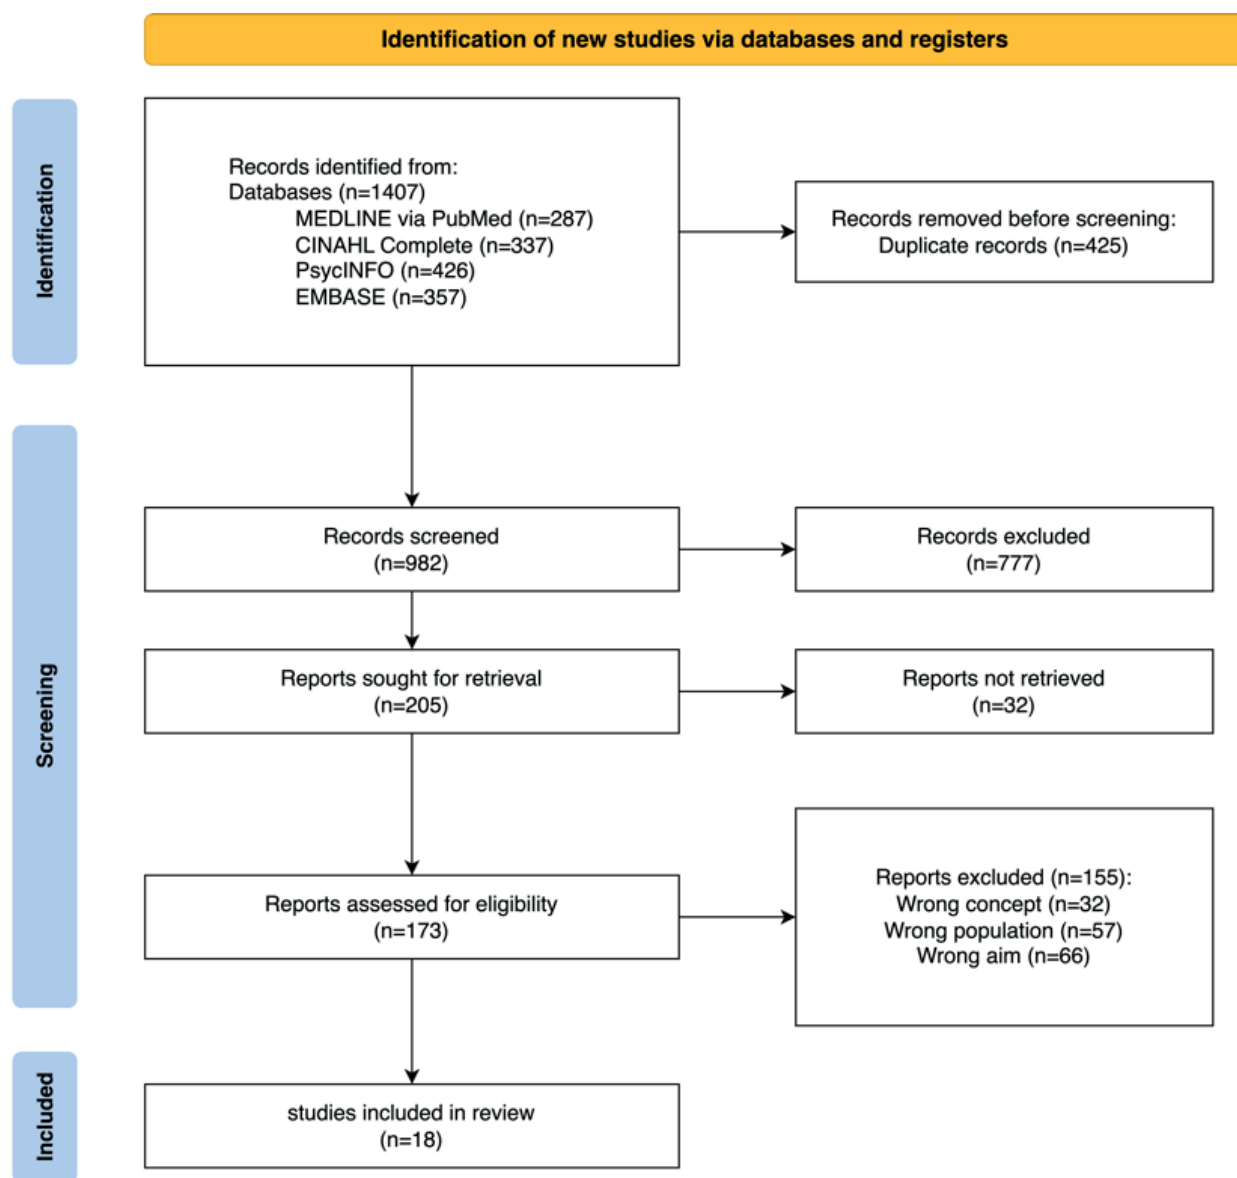 Identification of new studies via databases and registers
Identification
Records identified from:
Databases (n=1407)
MEDLINE via PubMed (n=287)
CINAHL Complete (n=337)
PsycINFO (n=426)
EMBASE (n=357)
Records removed before screening:
Duplicate records (n=425)
Screening
Records screened
(n=982)
Records excluded
(n=777)
Reports sought for retrieval
(n=205)
Reports not retrieved
(n=32)
Reports assessed for eligibility
(n=173)
Reports excluded (n=155):
Wrong concept (n=32)
Wrong population (n=57)
Wrong aim (n=66)
Included
studies included in review
(n=18)